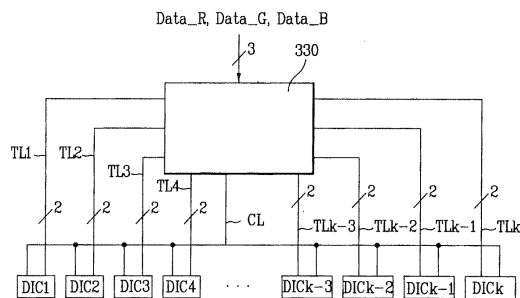 Data_R, Data_G, Data_B
3
330
TL1
TL2
TL3
TL4
2
2
2
2
CL
2
2
2
2
TLk-3
TLk-2
TLk-1
TLk
DIC1
DIC2
DIC3
DIC4
. . .
DICk-3
DICk-2
DICk-1
DICk